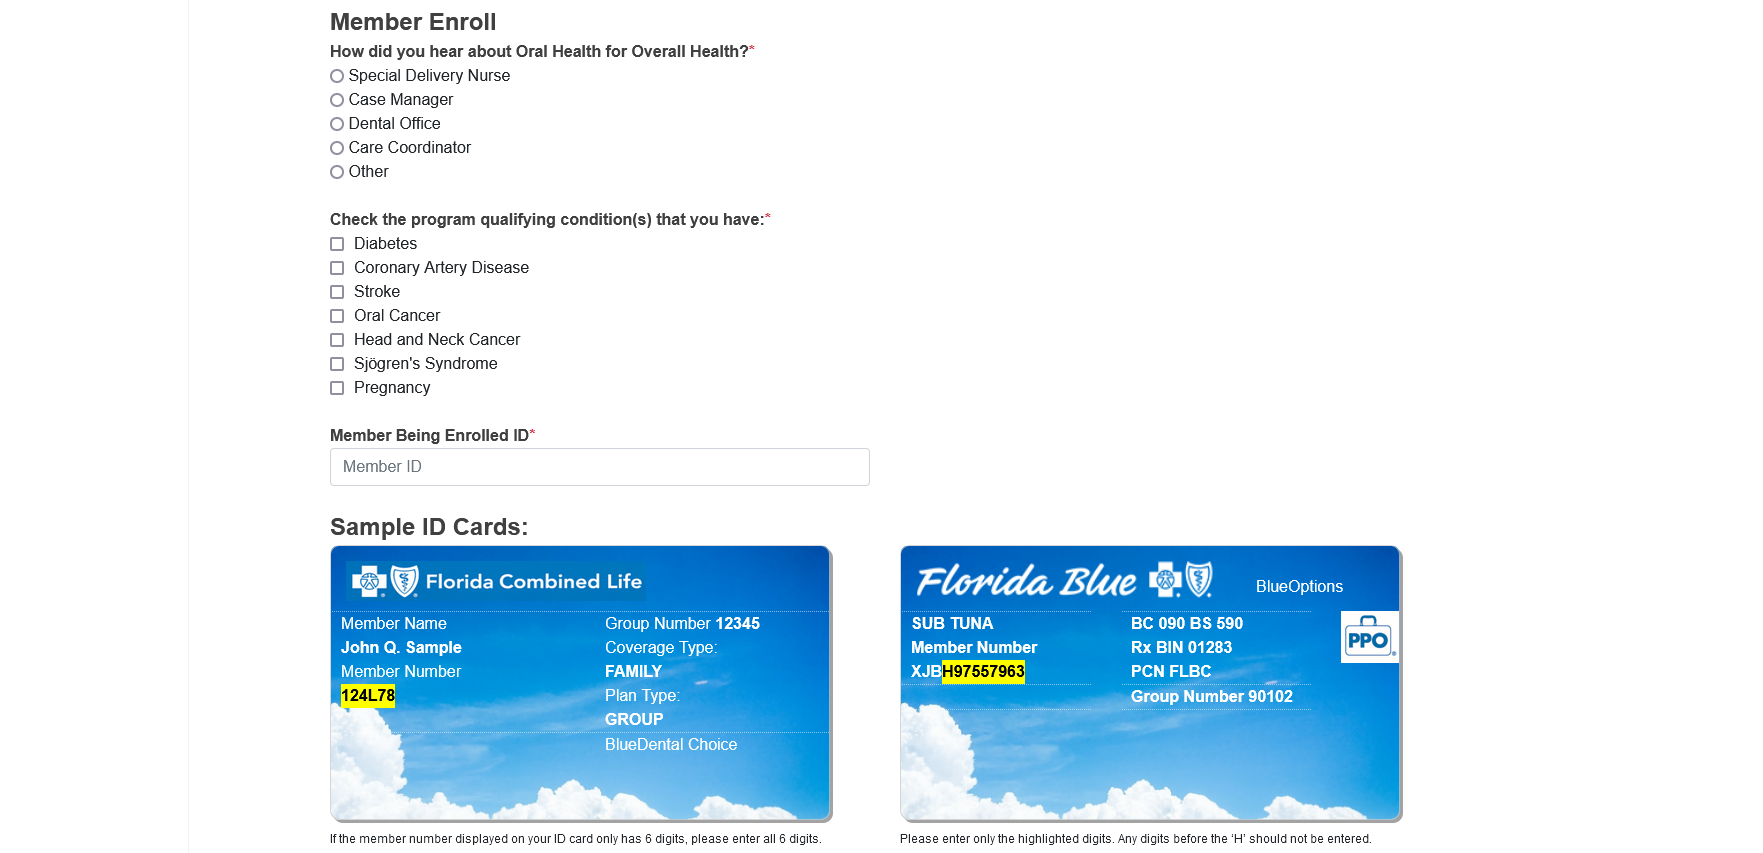 Member Enroll
How did you hear about Oral Health for Overall Health?*
Special Delivery Nurse
Case Manager
Dental Office
Care Coordinator
Other
Check the program qualifying condition(s) that you have:*
Diabetes
Coronary Artery Disease
Stroke
Oral Cancer
Head and Neck Cancer
Sjögren's Syndrome
Pregnancy
Member Being Enrolled ID*
Member ID
Sample ID Cards:
Florida Combined Life
Member Name
John Q. Sample
Member Number
124L78
Group Number 12345
Coverage Type:
FAMILY
Plan Type:
GROUP
BlueDental Choice
If the member number displayed on your ID card only has 6 digits, please enter all 6 digits.
Florida Blue
BlueOptions
SUB TUNA
Member Number
XJBH97557963
BC 090 BS 590
Rx BIN 01283
PCN FLBC
Group Number 90102
PPO
Please enter only the highlighted digits. Any digits before the ‘H’ should not be entered.